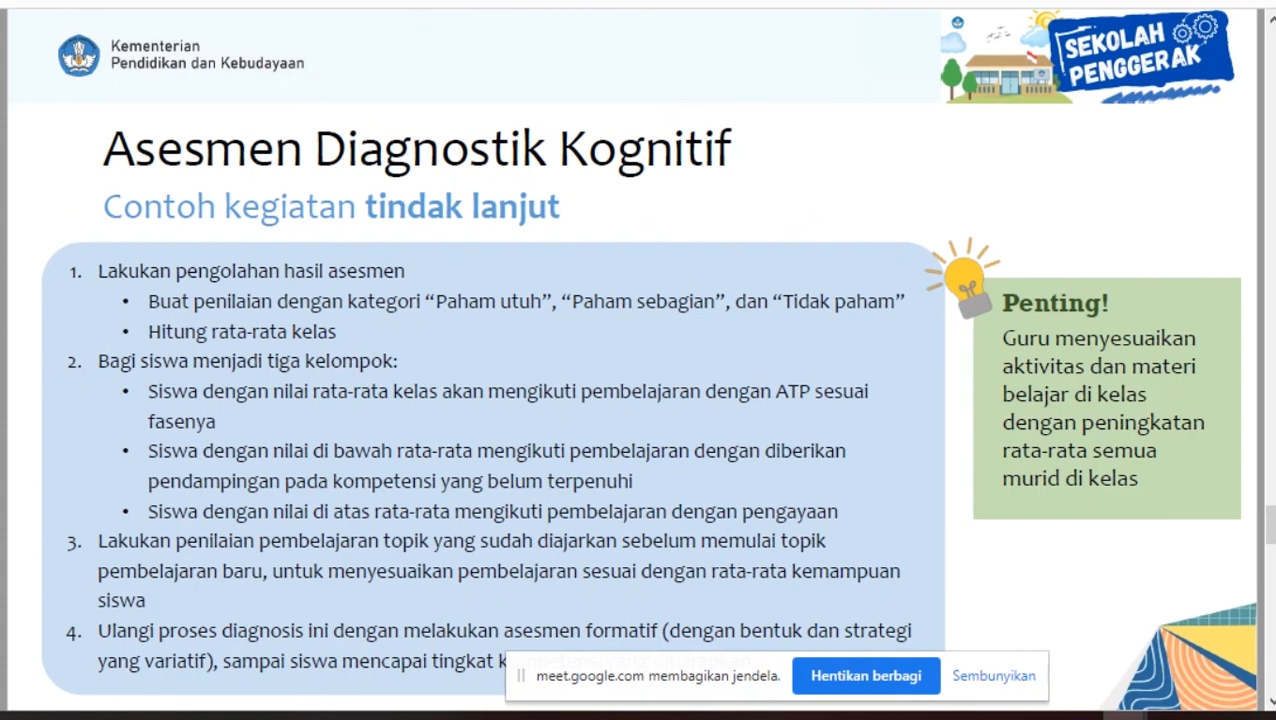 Kementerian
Pendidikan dan Kebudayaan
SEKOLAH
PENGGERAK
Asesmen Diagnostik Kognitif
Contoh kegiatan tindak lanjut
1. Lakukan pengolahan hasil asesmen
• Buat penilaian dengan kategori “Paham utuh”, “Paham sebagian”, dan “Tidak paham”
• Hitung rata-rata kelas
2. Bagi siswa menjadi tiga kelompok:
• Siswa dengan nilai rata-rata kelas akan mengikuti pembelajaran dengan ATP sesuai
fasenya
• Siswa dengan nilai di bawah rata-rata mengikuti pembelajaran dengan diberikan
pendampingan pada kompetensi yang belum terpenuhi
• Siswa dengan nilai di atas rata-rata mengikuti pembelajaran dengan pengayaan
3. Lakukan penilaian pembelajaran topik yang sudah diajarkan sebelum memulai topik
pembelajaran baru, untuk menyesuaikan pembelajaran sesuai dengan rata-rata kemampuan
siswa
4. Ulangi proses diagnosis ini dengan melakukan asesmen formatif (dengan bentuk dan strategi
yang variatif), sampai siswa mencapai tingkat
Penting!
Guru menyesuaikan
aktivitas dan materi
belajar di kelas
dengan peningkatan
rata-rata semua
murid di kelas
meet.google.com membagikan jendela.
Hentikan berbagi
Sembunyikan